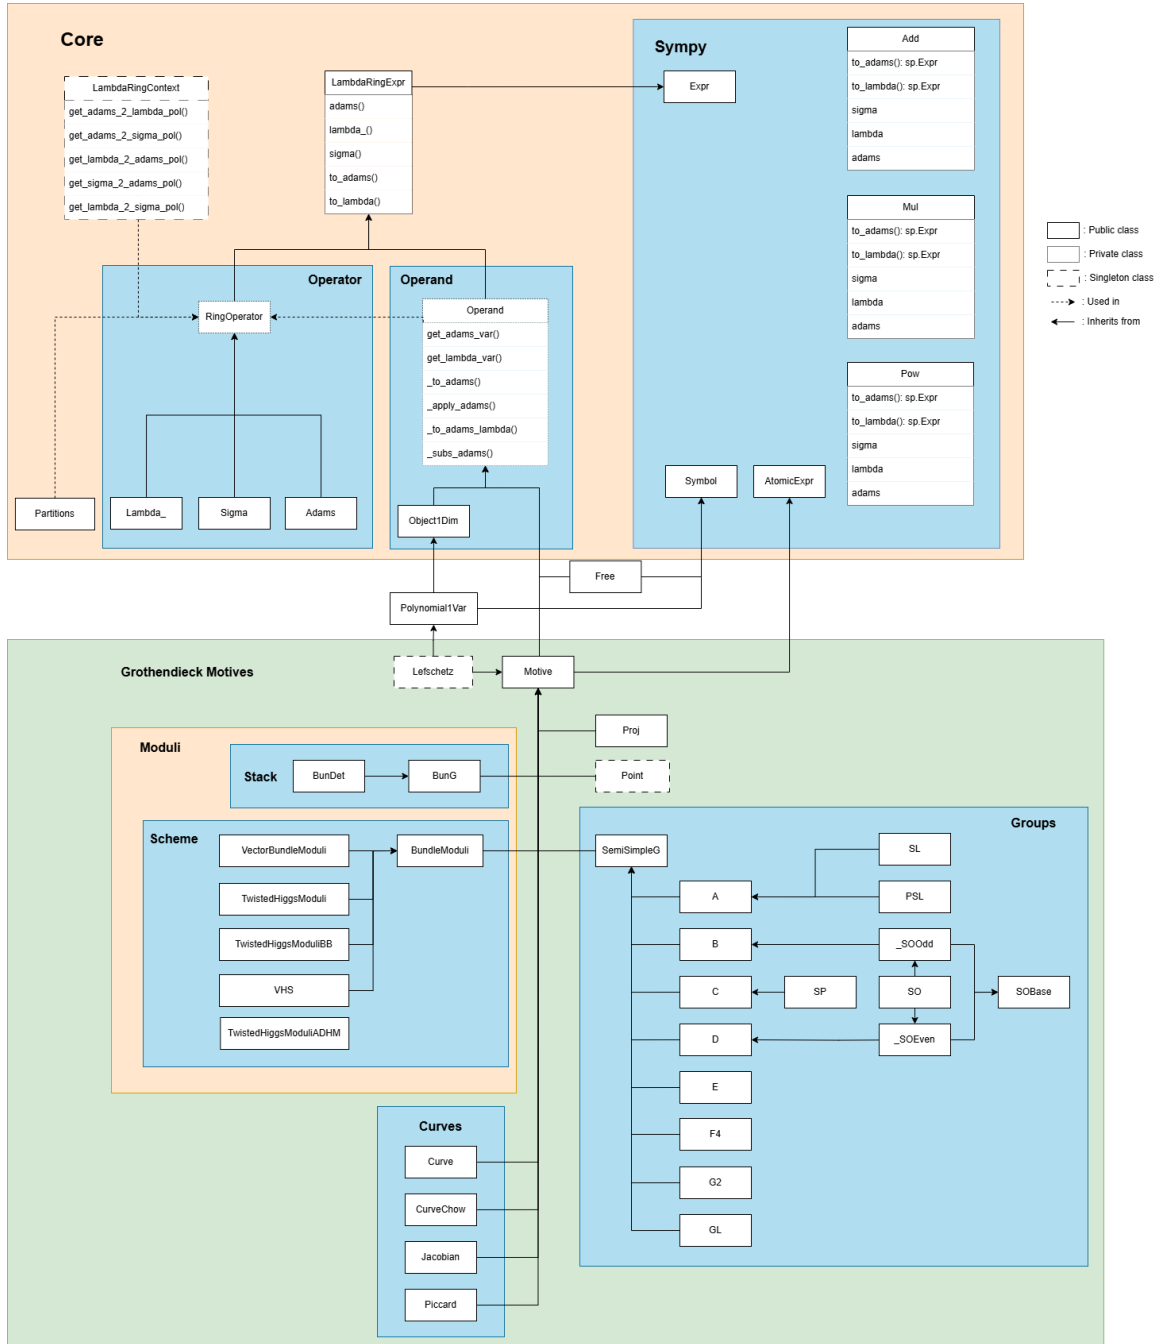 Core
LambdaRingContext
get_adams_2_lambda_pol()
get_adams_2_sigma_pol()
get_lambda_2_adams_pol()
get_sigma_2_adams_pol()
get_lambda_2_sigma_pol()
LambdaRingExpr
adams()
lambda_()
sigma()
to_adams()
to_lambda()
Sympy
Expr
Add
to_adams(): sp.Expr
to_lambda(): sp.Expr
sigma
lambda
adams
Mul
to_adams(): sp.Expr
to_lambda(): sp.Expr
sigma
lambda
adams
Pow
to_adams(): sp.Expr
to_lambda(): sp.Expr
sigma
lambda
adams
Symbol
AtomicExpr
: Public class
: Private class
: Singleton class
: Used in
: Inherits from
Operator
RingOperator
Partitions
Lambda_
Sigma
Adams
Operand
Operand
get_adams_var()
get_lambda_var()
_to_adams()
_apply_adams()
_to_adams_lambda()
_subs_adams()
Object1Dim
Free
Polynomial1Var
Grothendieck Motives
Lefschetz
Motive
Proj
Point
Moduli
Stack
BunDet
BunG
Scheme
VectorBundleModuli
BundleModuli
TwistedHiggsModuli
TwistedHiggsModuliBB
VHS
TwistedHiggsModuliADHM
Groups
SemiSimpleG
A
B
C
D
E
F4
G2
GL
SL
PSL
_SOOdd
SP
SO
SOBase
_SOEven
Curves
Curve
CurveChow
Jacobian
Piccard